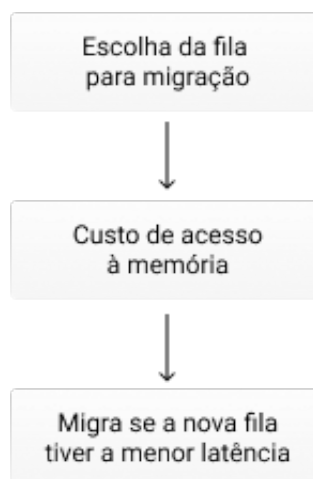 Escolha da fila
para migração
Custo de acesso
à memória
Migra se a nova fila
tiver a menor latência